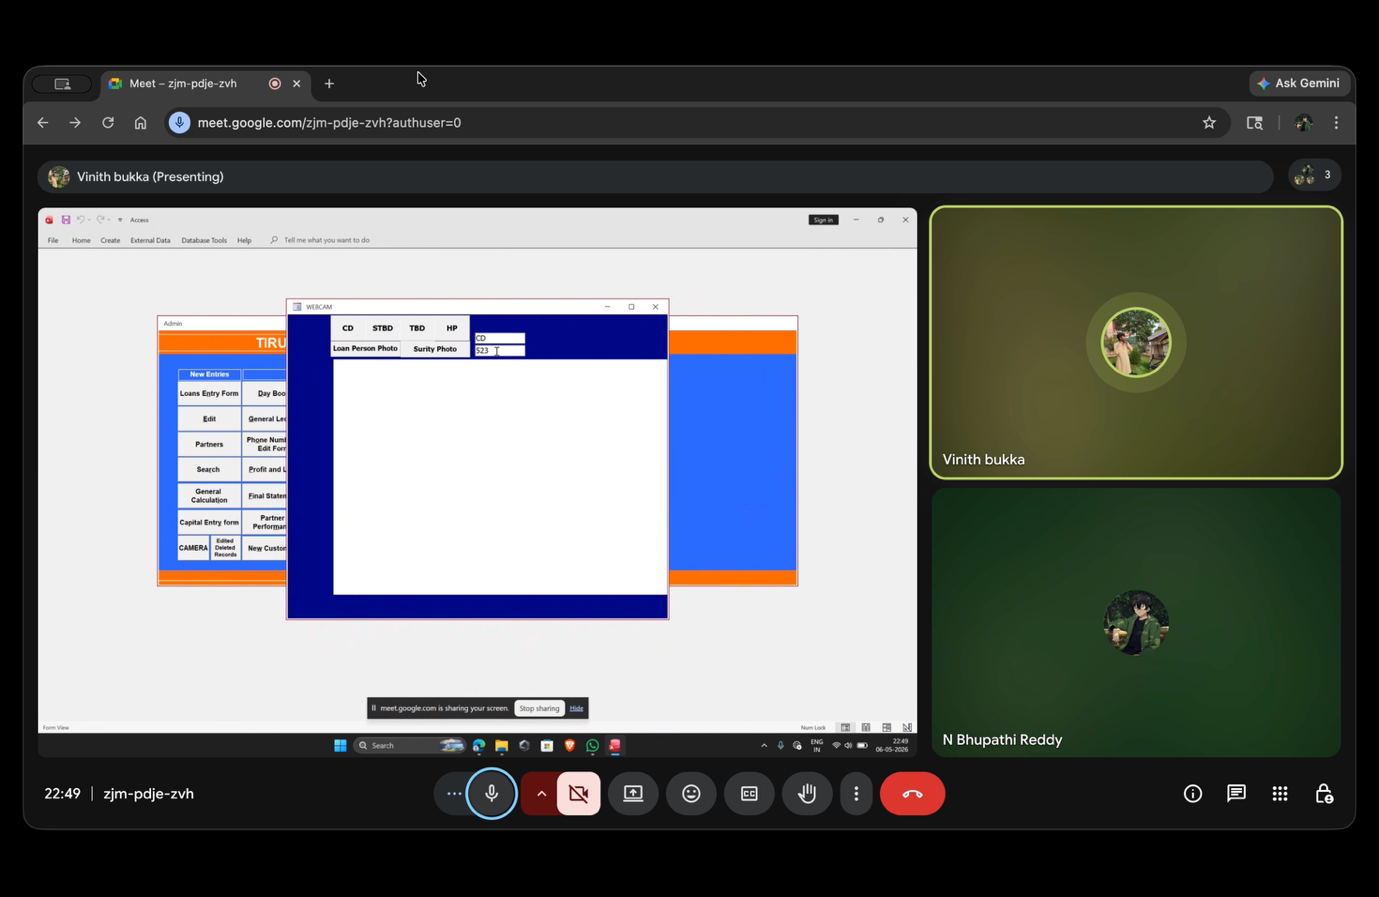 Meet – zjm-pdje-zvh
Ask Gemini
meet.google.com/zjm-pdje-zvh?authuser=0
Vinith bukka (Presenting)
3
Access
Sign in
File Home Create External Data Database Tools Help Tell me what you want to do
WEBCAM
Admin
CD STBD TBD HP
CD
Loan Person Photo Surity Photo
523
TIRU
New Entries
Loans Entry Form Day Boo
Edit General Led
Partners
Phone Num
Edit Forr
Search Profit and L
General
Calculation
Final Staten
Capital Entry form
Partner
Performan
CAMERA
Edited
Deleted
Records
New Custor
meet.google.com is sharing your screen. Stop sharing Hide
Form View
Num Lock
Search
ENG
IN
22:49
06-05-2026
Vinith bukka
N Bhupathi Reddy
22:49 | zjm-pdje-zvh
CC